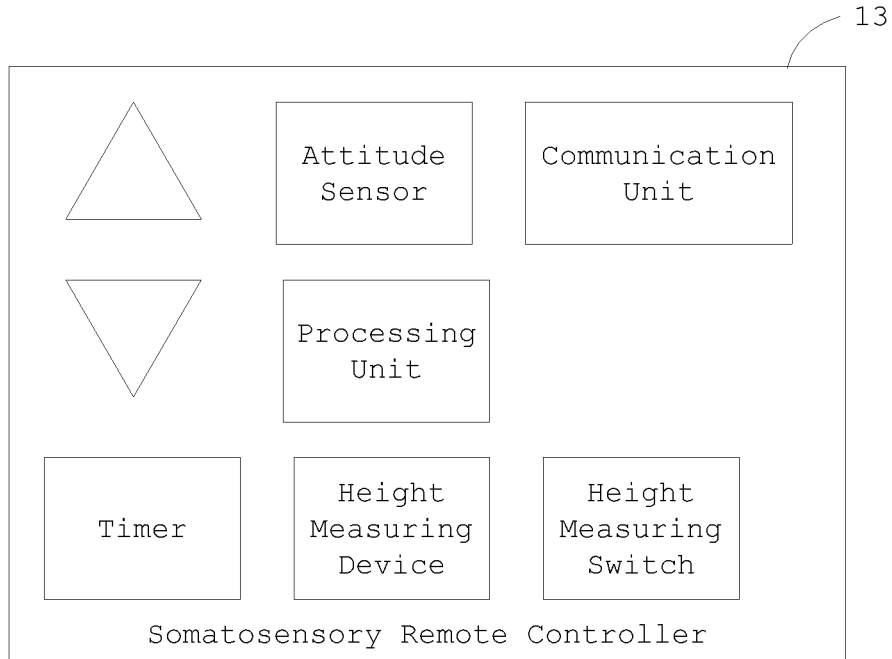 13
Attitude
Sensor
Communication
Unit
Processing
Unit
Timer
Height
Measuring
Device
Height
Measuring
Switch
Somatosensory Remote Controller